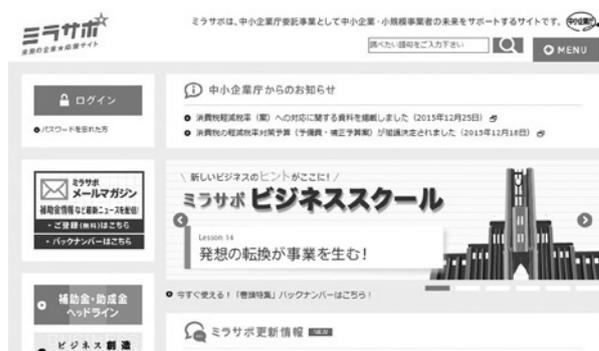 ミラサポ
未来の企業★応援サイト
ミラサポは、中小企業庁委託事業として中小企業・小規模事業者の未来をサポートするサイトです。
中小企業庁
調べたい語句をご入力下さい
MENU
ログイン
パスワードを忘れた方
中小企業庁からのお知らせ
消費税軽減税率(案)への対応に関する資料を掲載しました(2015年12月25日)
消費税の軽減税率対策予算(予備費・補正予算案)が閣議決定されました(2015年12月18日)
ミラサポ
メールマガジン
補助金情報など最新ニュースを配信!
・ご登録(無料)はこちら
・バックナンバーはこちら
\ 新しいビジネスのヒントがここに! /
ミラサポ ビジネススクール
Lesson 14
発想の転換が事業を生む!
今すぐ使える!「巻頭特集」バックナンバーはこちら!
補助金・助成金
ヘッドライン
ビジネス創造
ミラサポ更新情報 NEW